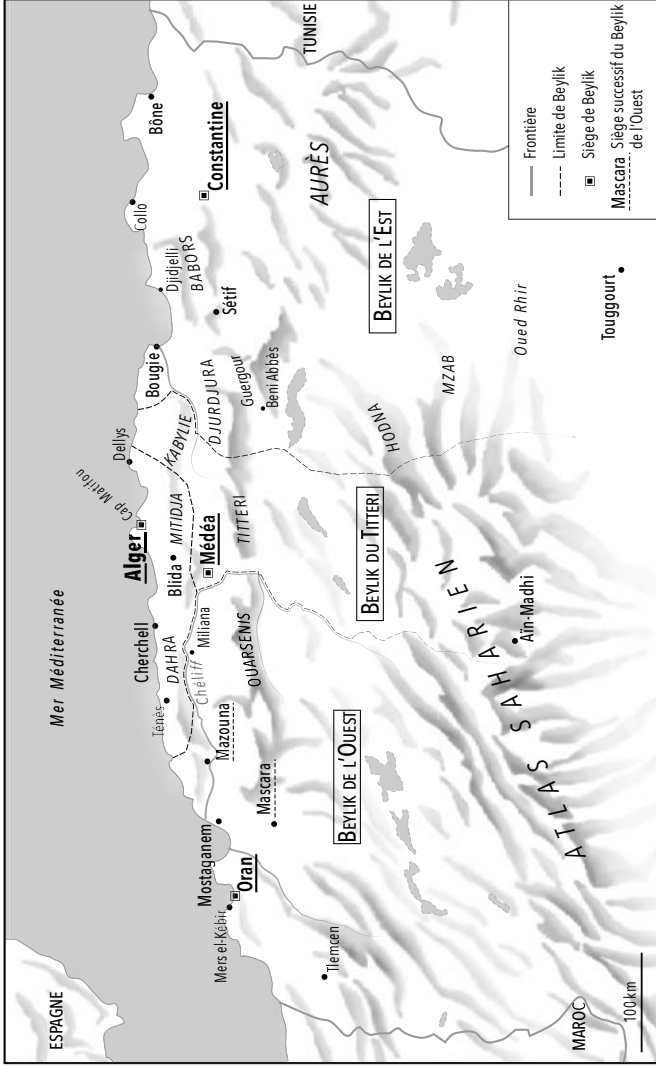 ESPAGNE
Mer Méditerranée
TUNISIE
Mers el-Kébir
Oran
Mostaganem
Ténès
Cherchell
Alger
Cap Matifou
Dellys
Bougie
Djidjelli
Collo
Bône
DAHRA
Blida
MITIDJA
KABYLIE
BABORS
Constantine
Mazouna
Chéliff
Miliana
Médéa
DJURDJURA
Sétif
Mascara
OUARSENIS
TITTERI
Guergour
Beni Abbès
AURÈS
Tlemcen
BEYLIK DE L'OUEST
BEYLIK DU TITTERI
BEYLIK DE L'EST
HODNA
MZAB
Oued Rhir
ATLAS SAHARIEN
Aïn-Madhi
Touggourt
MAROC
100km
Frontière
Limite de Beylik
Siège de Beylik
Mascara Siège successif du Beylik
de l'Ouest